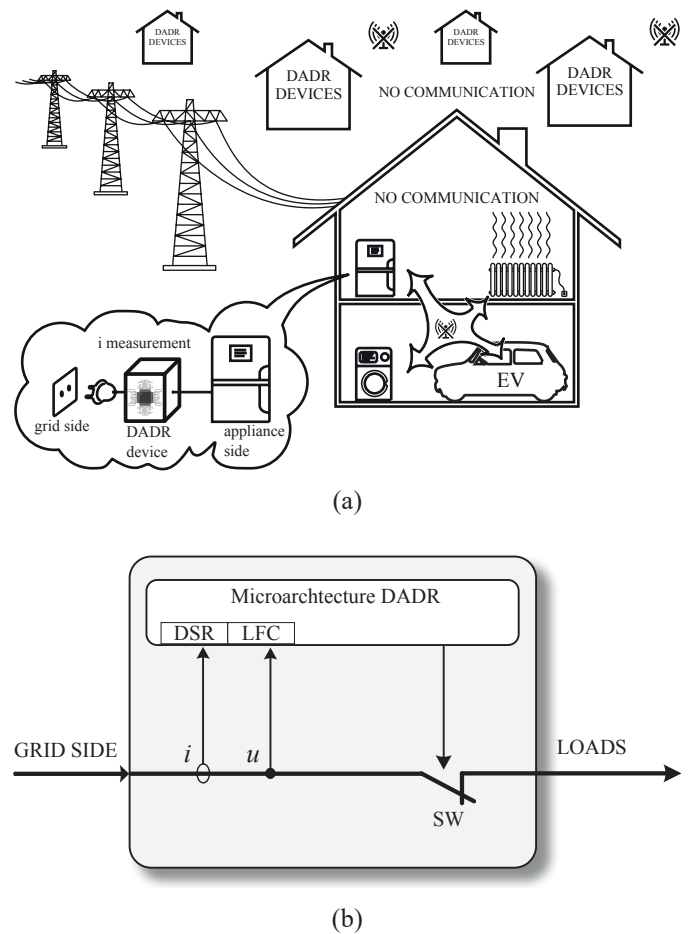 DADR
DEVICES
DADR
DEVICES
DADR
DEVICES
DADR
DEVICES
NO COMMUNICATION
NO COMMUNICATION
i measurement
grid side
DADR
device
appliance
side
EV
(a)
Microarchtecture DADR
DSR LFC
GRID SIDE
i
u
LOADS
SW
(b)